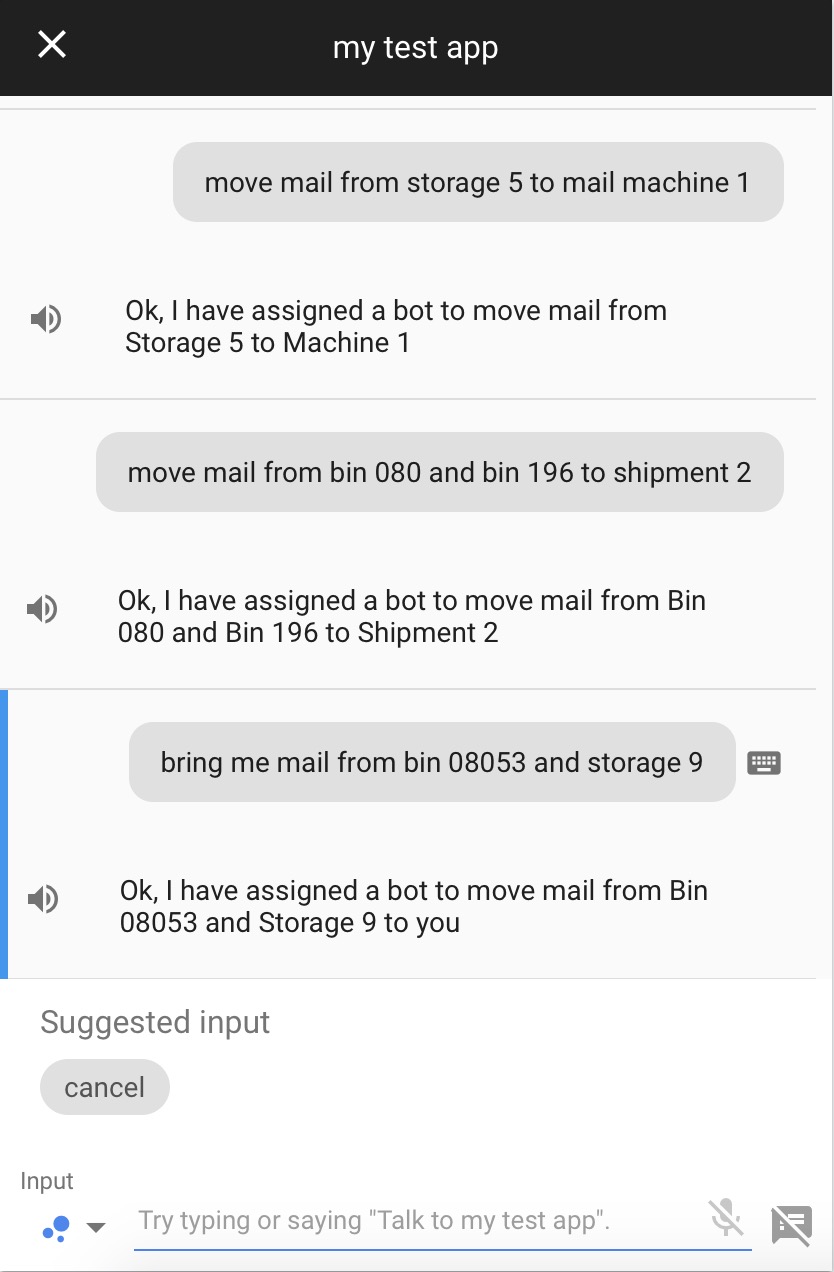 my test app
move mail from storage 5 to mail machine 1
Ok, I have assigned a bot to move mail from
Storage 5 to Machine 1
move mail from bin 080 and bin 196 to shipment 2
Ok, I have assigned a bot to move mail from Bin
080 and Bin 196 to Shipment 2
bring me mail from bin 08053 and storage 9
Ok, I have assigned a bot to move mail from Bin
08053 and Storage 9 to you
Suggested input
cancel
Input
Try typing or saying "Talk to my test app".